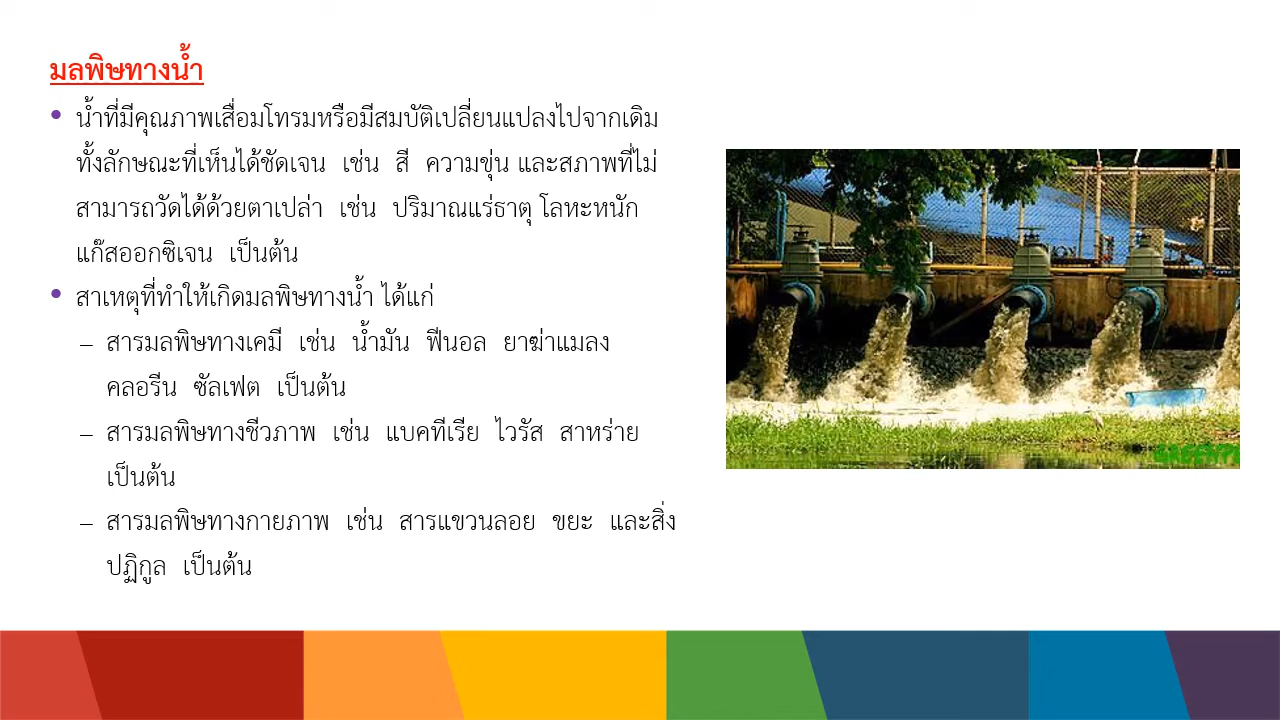 มลพิษทางน้ำ
• น้ำที่มีคุณภาพเสื่อมโทรมหรือมีสมบัติเปลี่ยนแปลงไปจากเดิม
ทั้งลักษณะที่เห็นได้ชัดเจน เช่น สี ความขุ่น และสภาพที่ไม่
สามารถวัดได้ด้วยตาเปล่า เช่น ปริมาณแร่ธาตุ โลหะหนัก
แก๊สออกซิเจน เป็นต้น
• สาเหตุที่ทำให้เกิดมลพิษทางน้ำ ได้แก่
– สารมลพิษทางเคมี เช่น น้ำมัน ฟีนอล ยาฆ่าแมลง
คลอรีน ซัลเฟต เป็นต้น
– สารมลพิษทางชีวภาพ เช่น แบคทีเรีย ไวรัส สาหร่าย
เป็นต้น
– สารมลพิษทางกายภาพ เช่น สารแขวนลอย ขยะ และสิ่ง
ปฏิกูล เป็นต้น